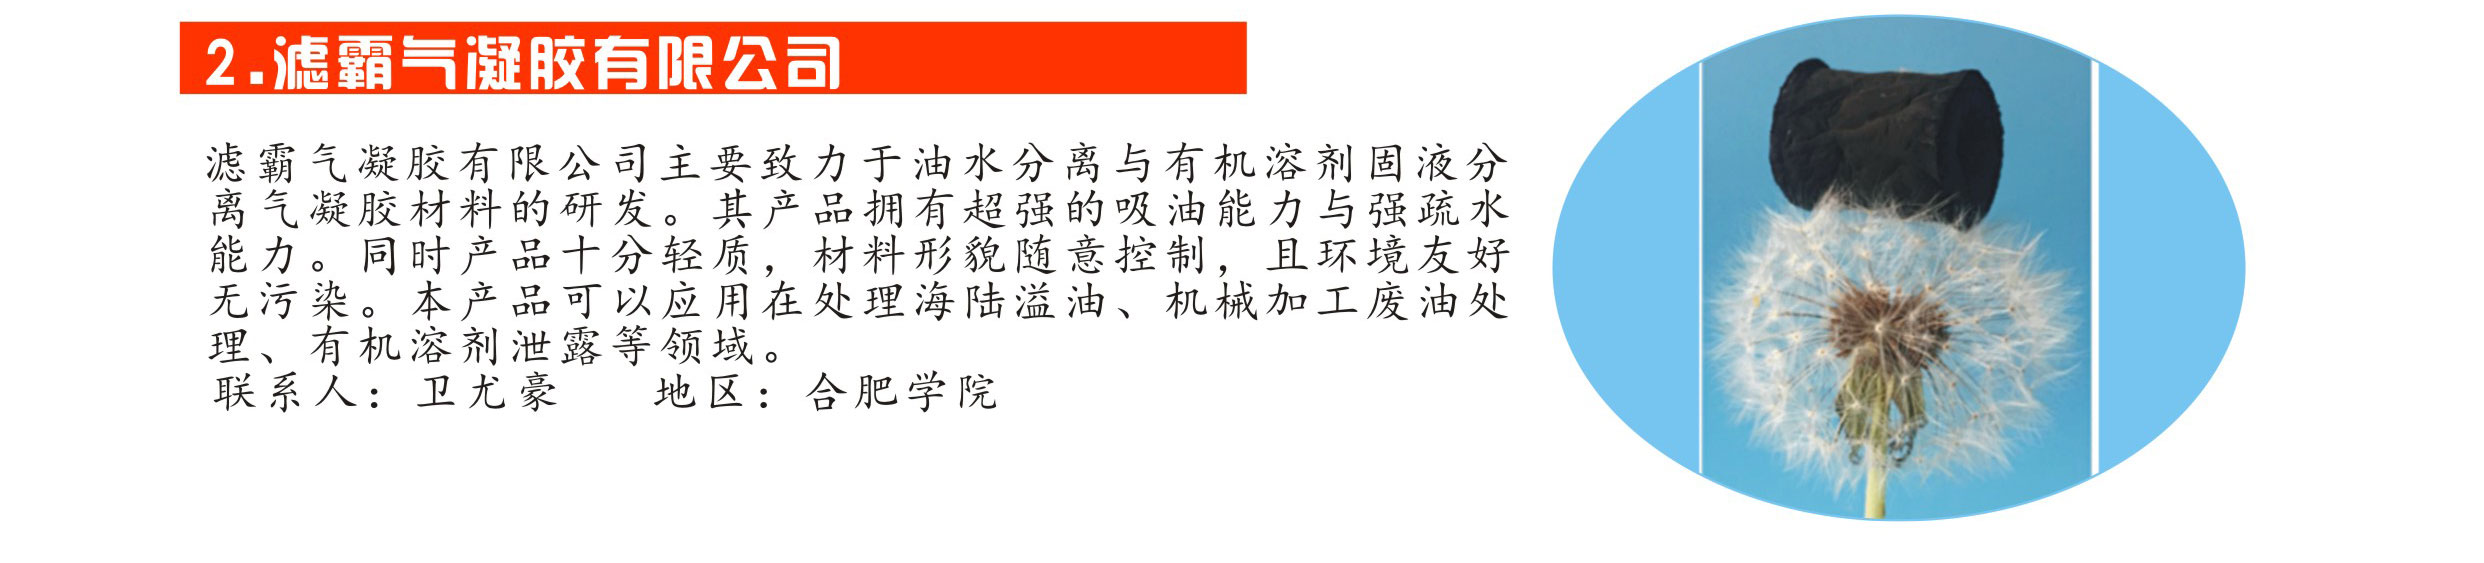 2.滤霸气凝胶有限公司
滤霸气凝胶有限公司主要致力于油水分离与有机溶剂固液分
离气凝胶材料的研发。其产品拥有超强的吸油能力与强疏水
能力。同时产品十分轻质，材料形貌随意控制，且环境友好
无污染。本产品可以应用在处理海陆溢油、机械加工废油处
理、有机溶剂泄露等领域。
联系人：卫尤豪 地区：合肥学院